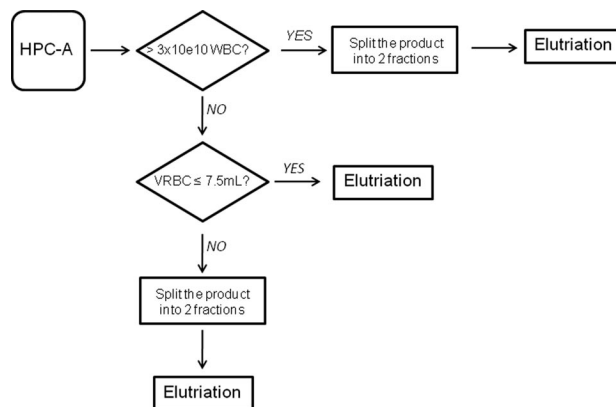 HPC-A
> 3x10e10 WBC?
YES
Split the product
into 2 fractions
Elutriation
NO
VRBC ≤ 7.5mL?
YES
Elutriation
NO
Split the product
into 2 fractions
Elutriation